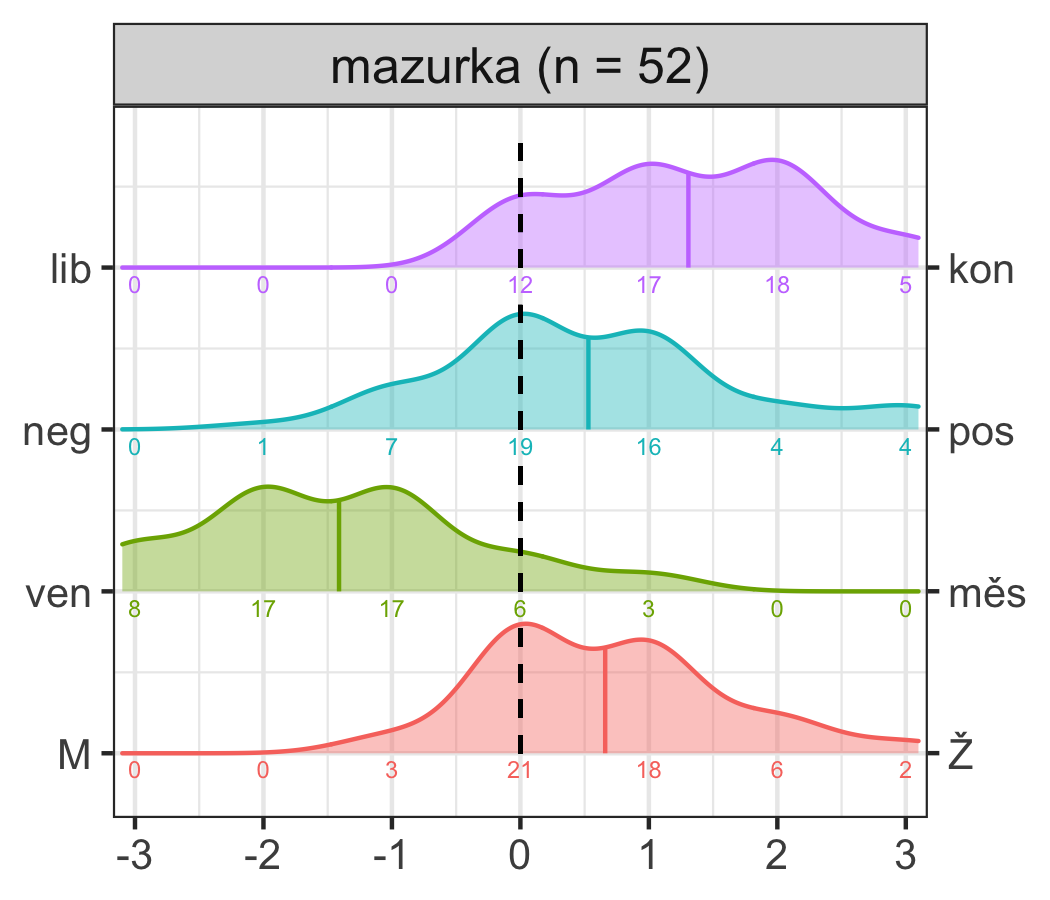 mazurka (n = 52)
lib kon
0 0 0 12 17 18 5
neg pos
0 1 7 19 16 4 4
ven měs
8 17 17 6 3 0 0
M Ž
0 0 3 21 18 6 2
-3 -2 -1 0 1 2 3